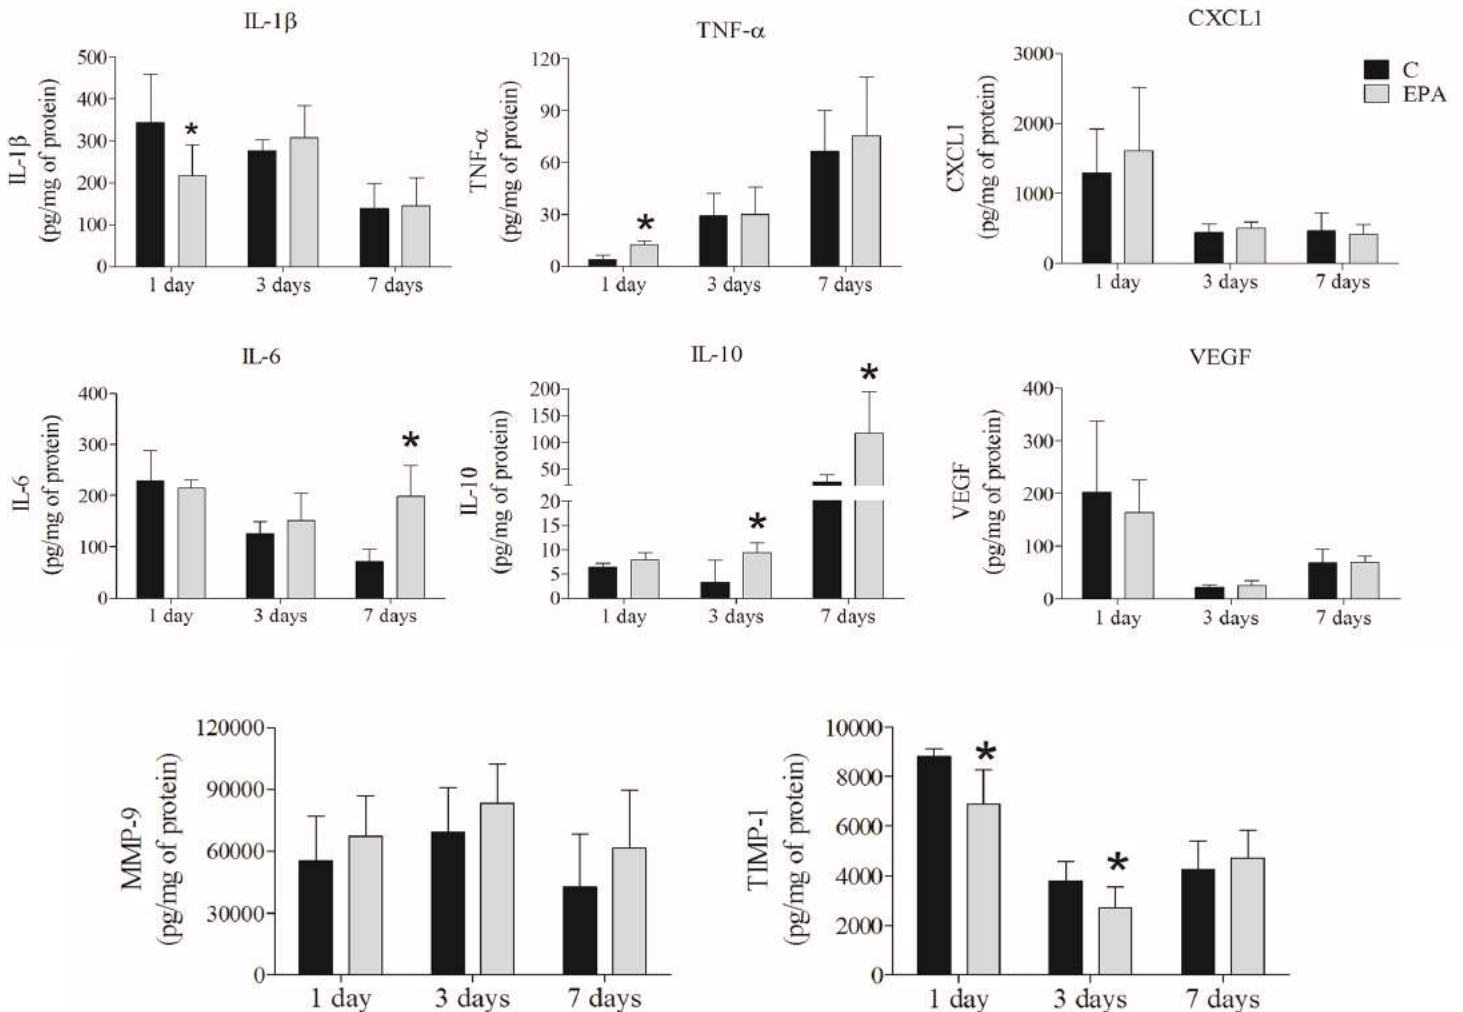 IL-1β
IL-1β
(pg/mg of protein)
500
400
300
200
100
0
*
1 day
3 days
7 days
TNF-α
TNF-α
(pg/mg of protein)
120
90
60
30
0
*
1 day
3 days
7 days
CXCL1
CXCL1
(pg/mg of protein)
3000
2000
1000
0
1 day
3 days
7 days
C
EPA
IL-6
IL-6
(pg/mg of protein)
400
300
200
100
0
*
1 day
3 days
7 days
IL-10
IL-10
(pg/mg of protein)
200
150
100
50
20
15
10
5
0
*
*
1 day
3 days
7 days
VEGF
VEGF
(pg/mg of protein)
400
300
200
100
0
1 day
3 days
7 days
MMP-9
(pg/mg of protein)
120000
90000
60000
30000
0
1 day
3 days
7 days
TIMP-1
(pg/mg of protein)
10000
8000
6000
4000
2000
0
*
*
1 day
3 days
7 days